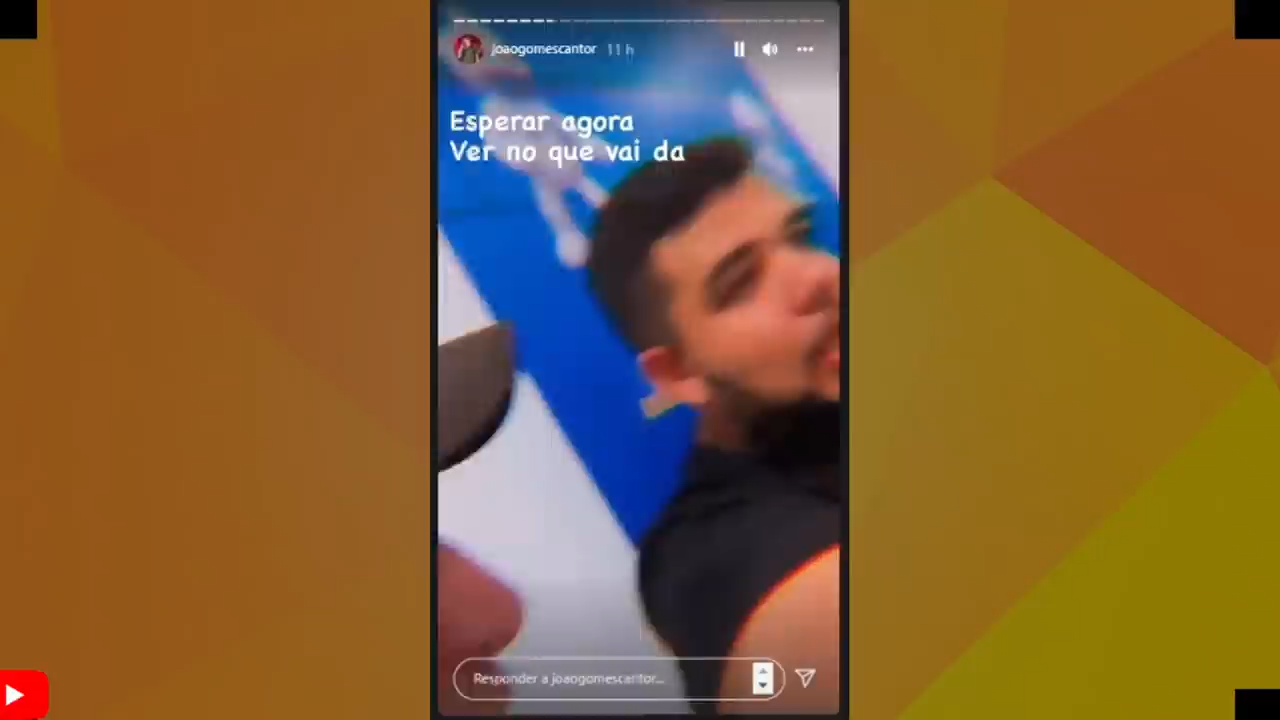 joaogomescantor 11 h
Esperar agora
Ver no que vai da
Responder a joaogomescantor...